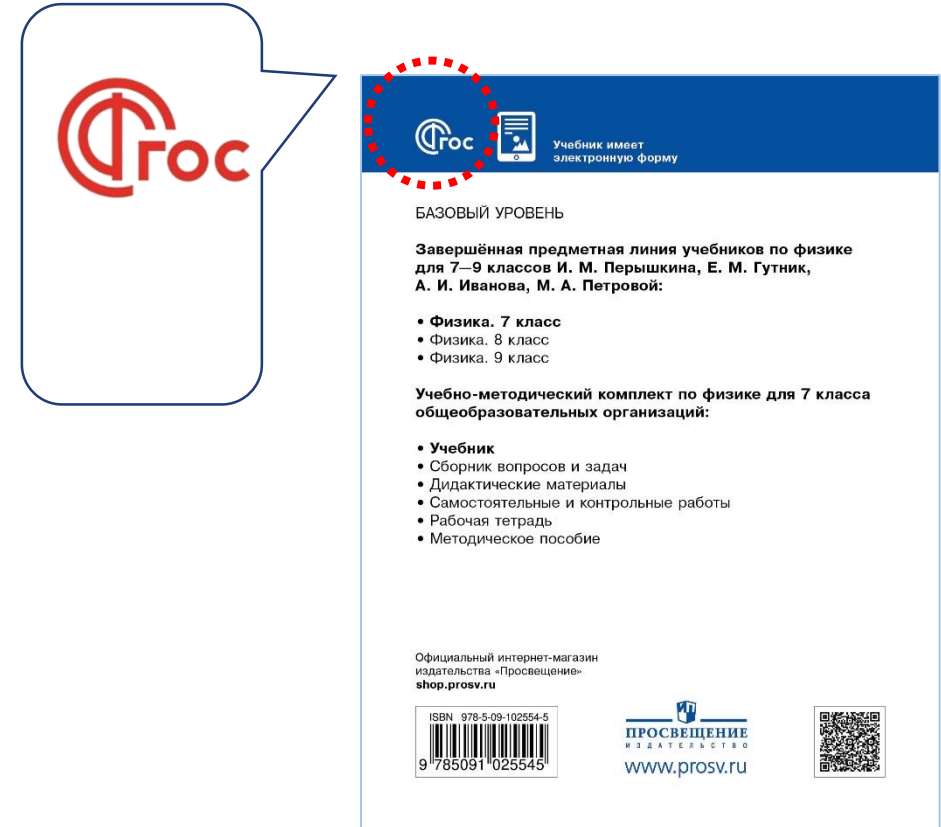 ФГОС
ФГОС
Учебник имеет
электронную форму
БАЗОВЫЙ УРОВЕНЬ
Завершённая предметная линия учебников по физике
для 7—9 классов И. М. Перышкина, Е. М. Гутник,
А. И. Иванова, М. А. Петровой:
• Физика. 7 класс
• Физика. 8 класс
• Физика. 9 класс
Учебно-методический комплект по физике для 7 класса
общеобразовательных организаций:
• Учебник
• Сборник вопросов и задач
• Дидактические материалы
• Самостоятельные и контрольные работы
• Рабочая тетрадь
• Методическое пособие
Официальный интернет-магазин
издательства «Просвещение»
shop.prosv.ru
ISBN 978-5-09-102554-5
9 785091 025545
ИП
ПРОСВЕЩЕНИЕ
ИЗДАТЕЛЬСТВО
www.prosv.ru